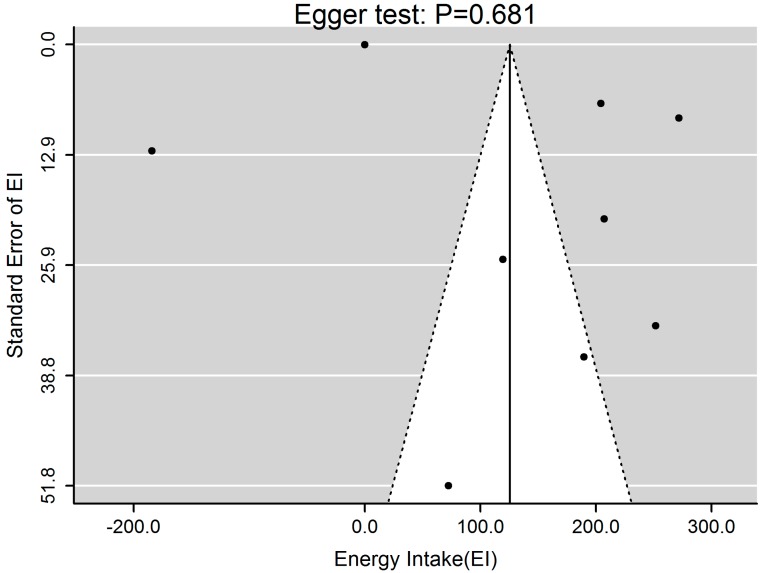 Egger test: P=0.681
Standard Error of EI
0.0
12.9
25.9
38.8
51.8
-200.0 0.0 100.0 200.0 300.0
Energy Intake(EI)